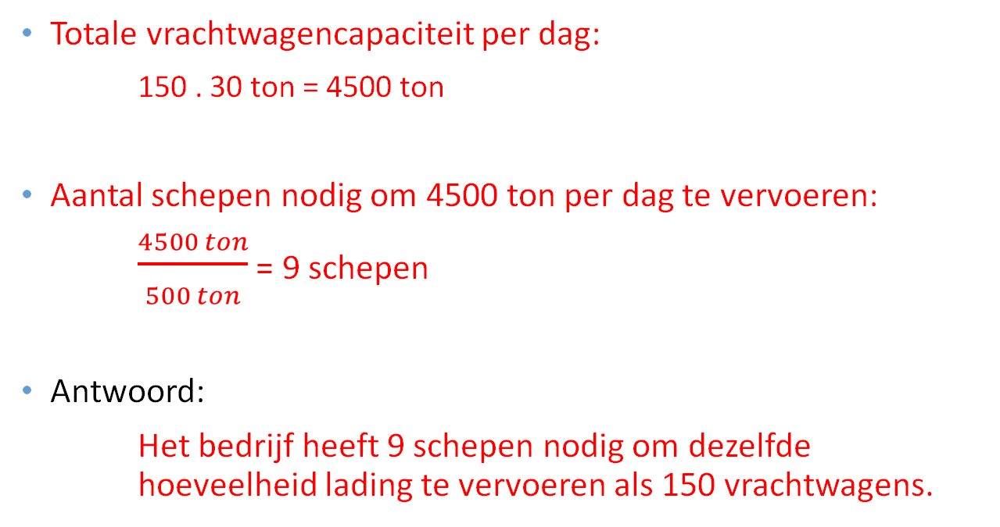 • Totale vrachtwagencapaciteit per dag:
150 . 30 ton = 4500 ton
• Aantal schepen nodig om 4500 ton per dag te vervoeren:
4500 ton
= 9 schepen
500 ton
• Antwoord:
Het bedrijf heeft 9 schepen nodig om dezelfde
hoeveelheid lading te vervoeren als 150 vrachtwagens.